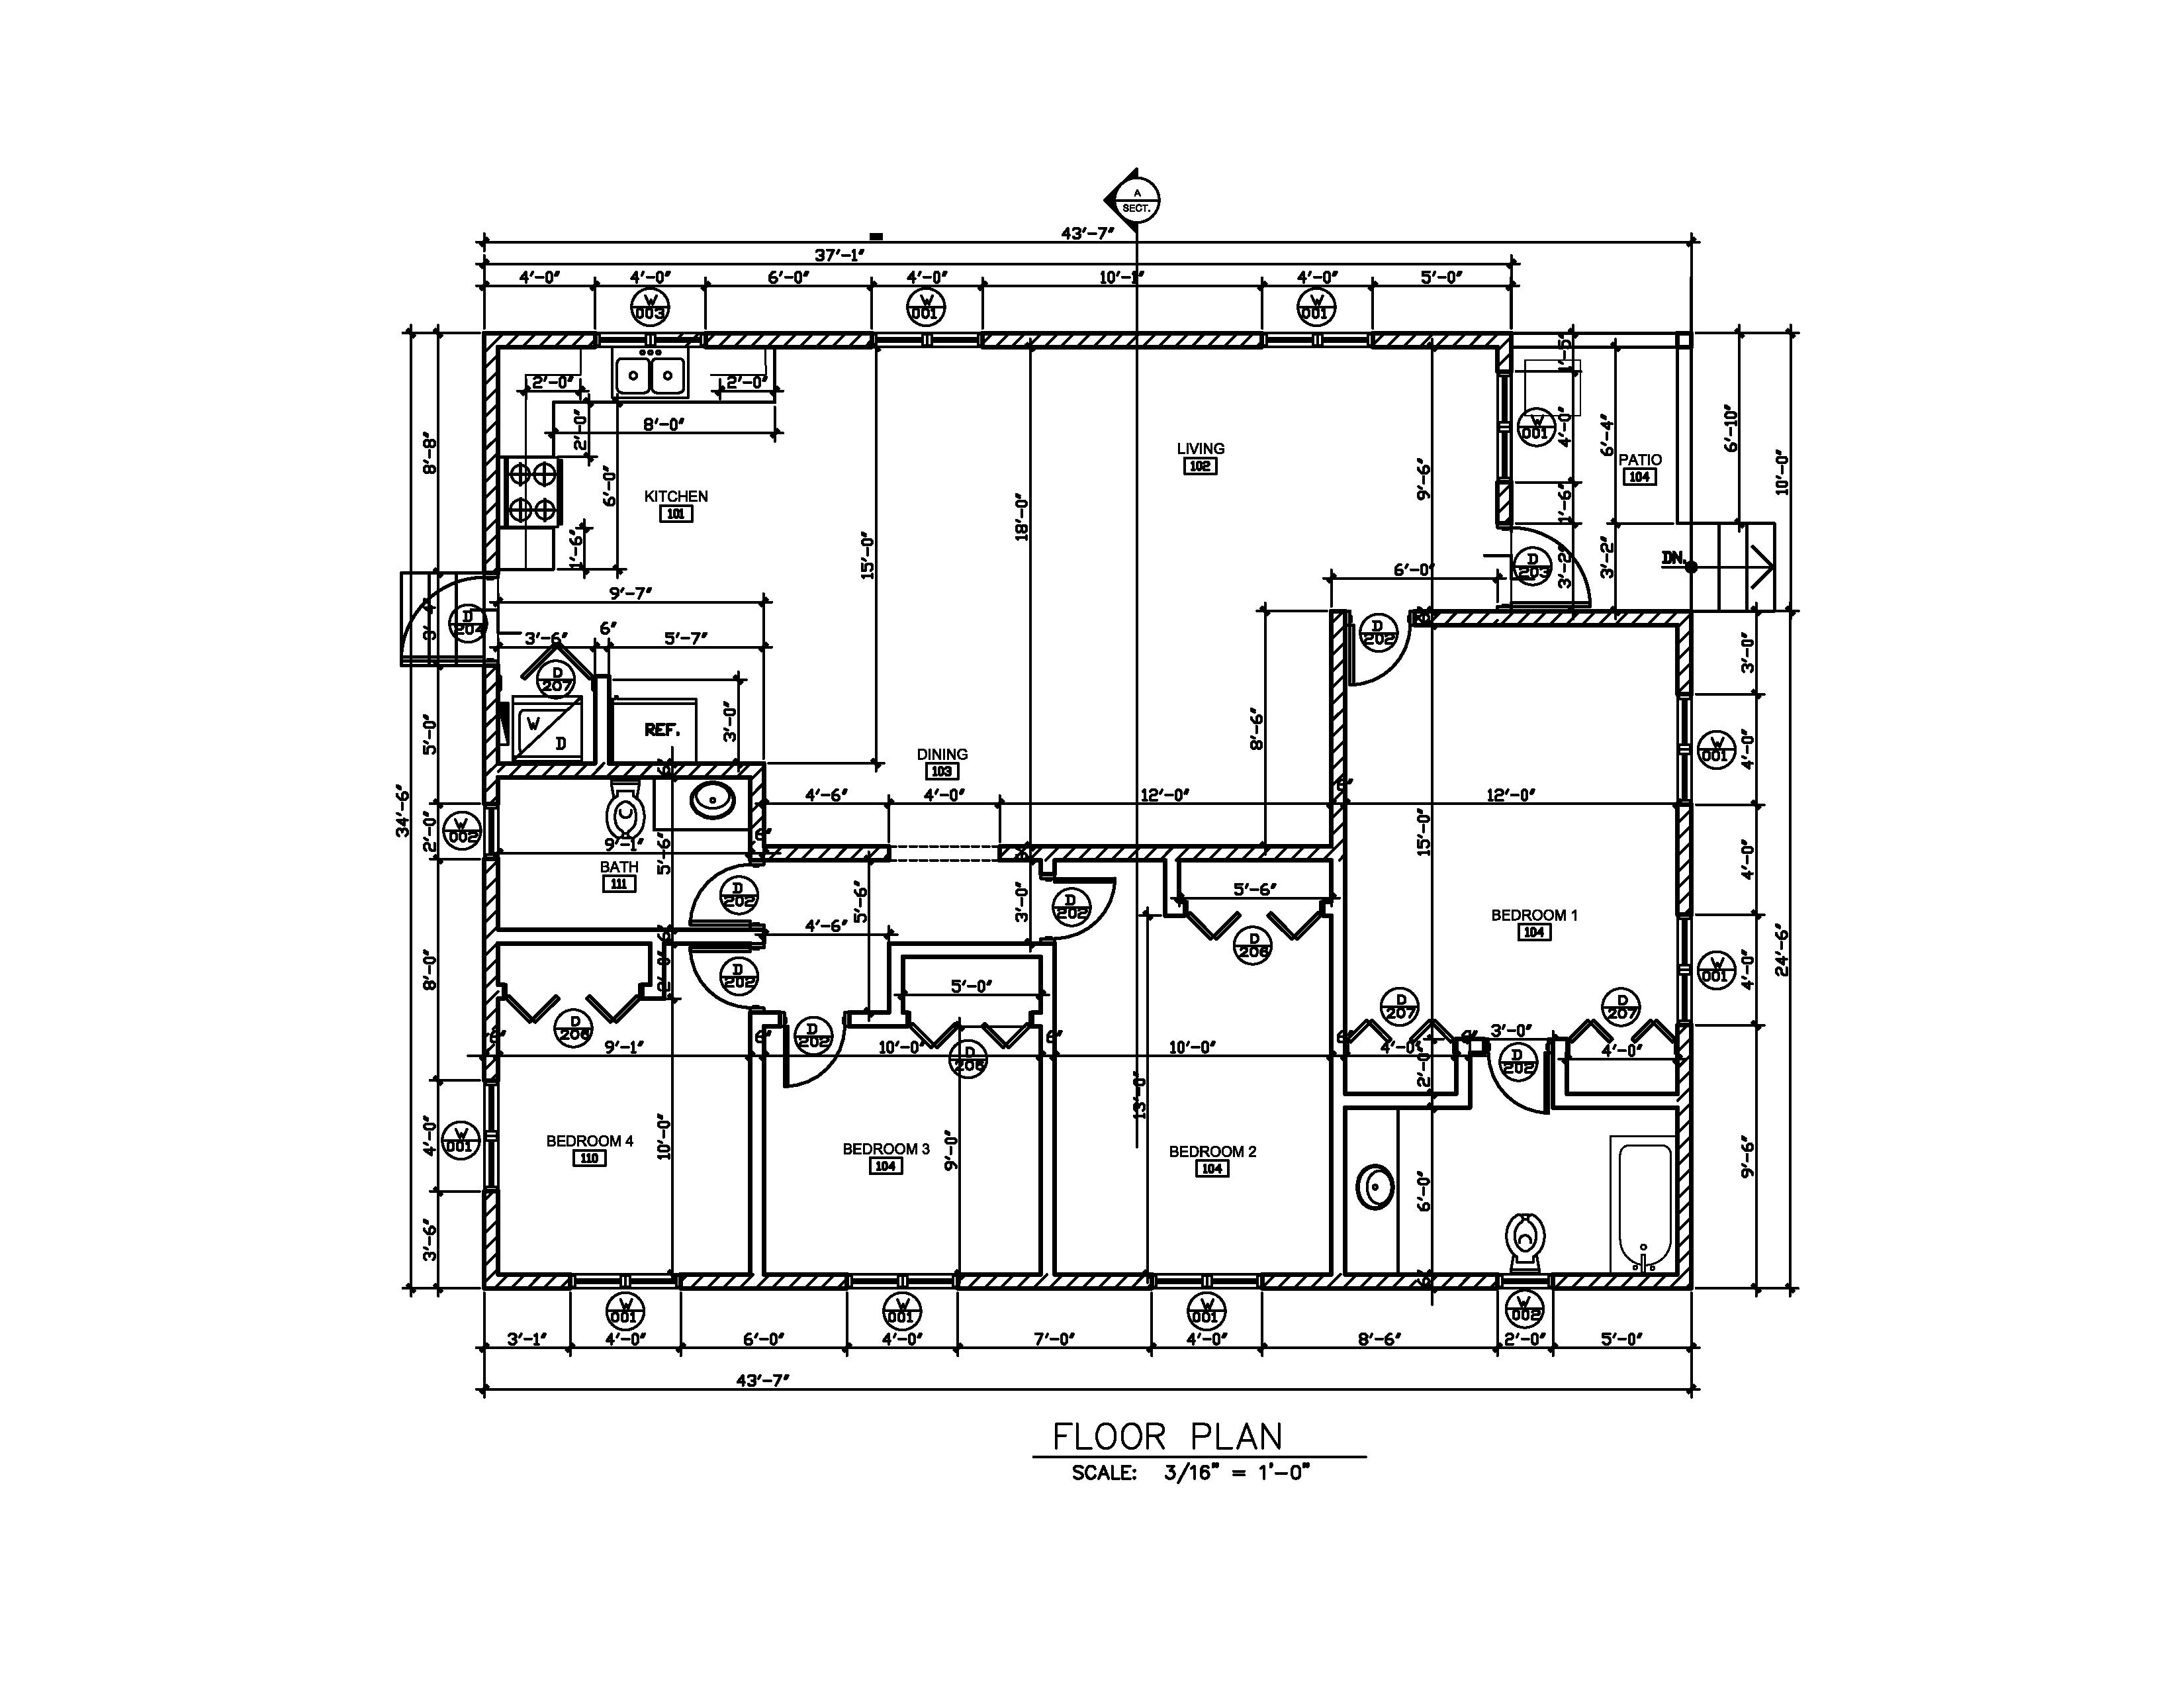 A
SECT.
43'-7"
37'-1"
4'-0" 4'-0" 6'-0" 4'-0" 10'-1" 4'-0" 5'-0"
W
003
W
001
W
001
2'-0" 2'-0"
8'-0"
2'-0"
6'-0"
1'-6"
8'-8"
KITCHEN
101
LIVING
102
15'-0"
18'-0"
9'-6"
W
001
1'-5"
4'-0"
1'-6"
3'-2"
6'-4"
3'-2"
PATIO
104
6'-10"
10'-0"
DN.
D
203
6'-0"
9'-7"
D
204
3'
3'-6" 6" 5'-7"
D
207
W
D
REF.
3'-0"
D
202
8'-6"
3'-0"
5'-0"
34'-6"
DINING
103
W
001
4'-0"
4'-6" 4'-0" 12'-0" 6" 12'-0"
W
002
2'-0"
9'-1"
6"
5'-6"
BATH
111
15'-0"
4'-0"
D
202
5'-6"
3'-0"
D
202
5'-6"
4'-6"
BEDROOM 1
104
D
206
24'-6"
8'-0"
6"
2'-0"
D
202
5'-0"
W
001
4'-0"
D
207
D
207
D
206
D
202
D
206
6" 9'-1" 6" 10'-0" 6" 10'-0" 6" 4'-0" 6" 3'-0" 4'-0"
D
202
2'-0"
13'-0"
W
001
4'-0"
10'-0"
9'-0"
BEDROOM 4
110
BEDROOM 3
104
BEDROOM 2
104
9'-6"
6'-0"
3'-6"
6"
W
001
W
001
W
001
W
002
3'-1" 4'-0" 6'-0" 4'-0" 7'-0" 4'-0" 8'-6" 2'-0" 5'-0"
43'-7"
FLOOR PLAN
SCALE: 3/16" = 1'-0"